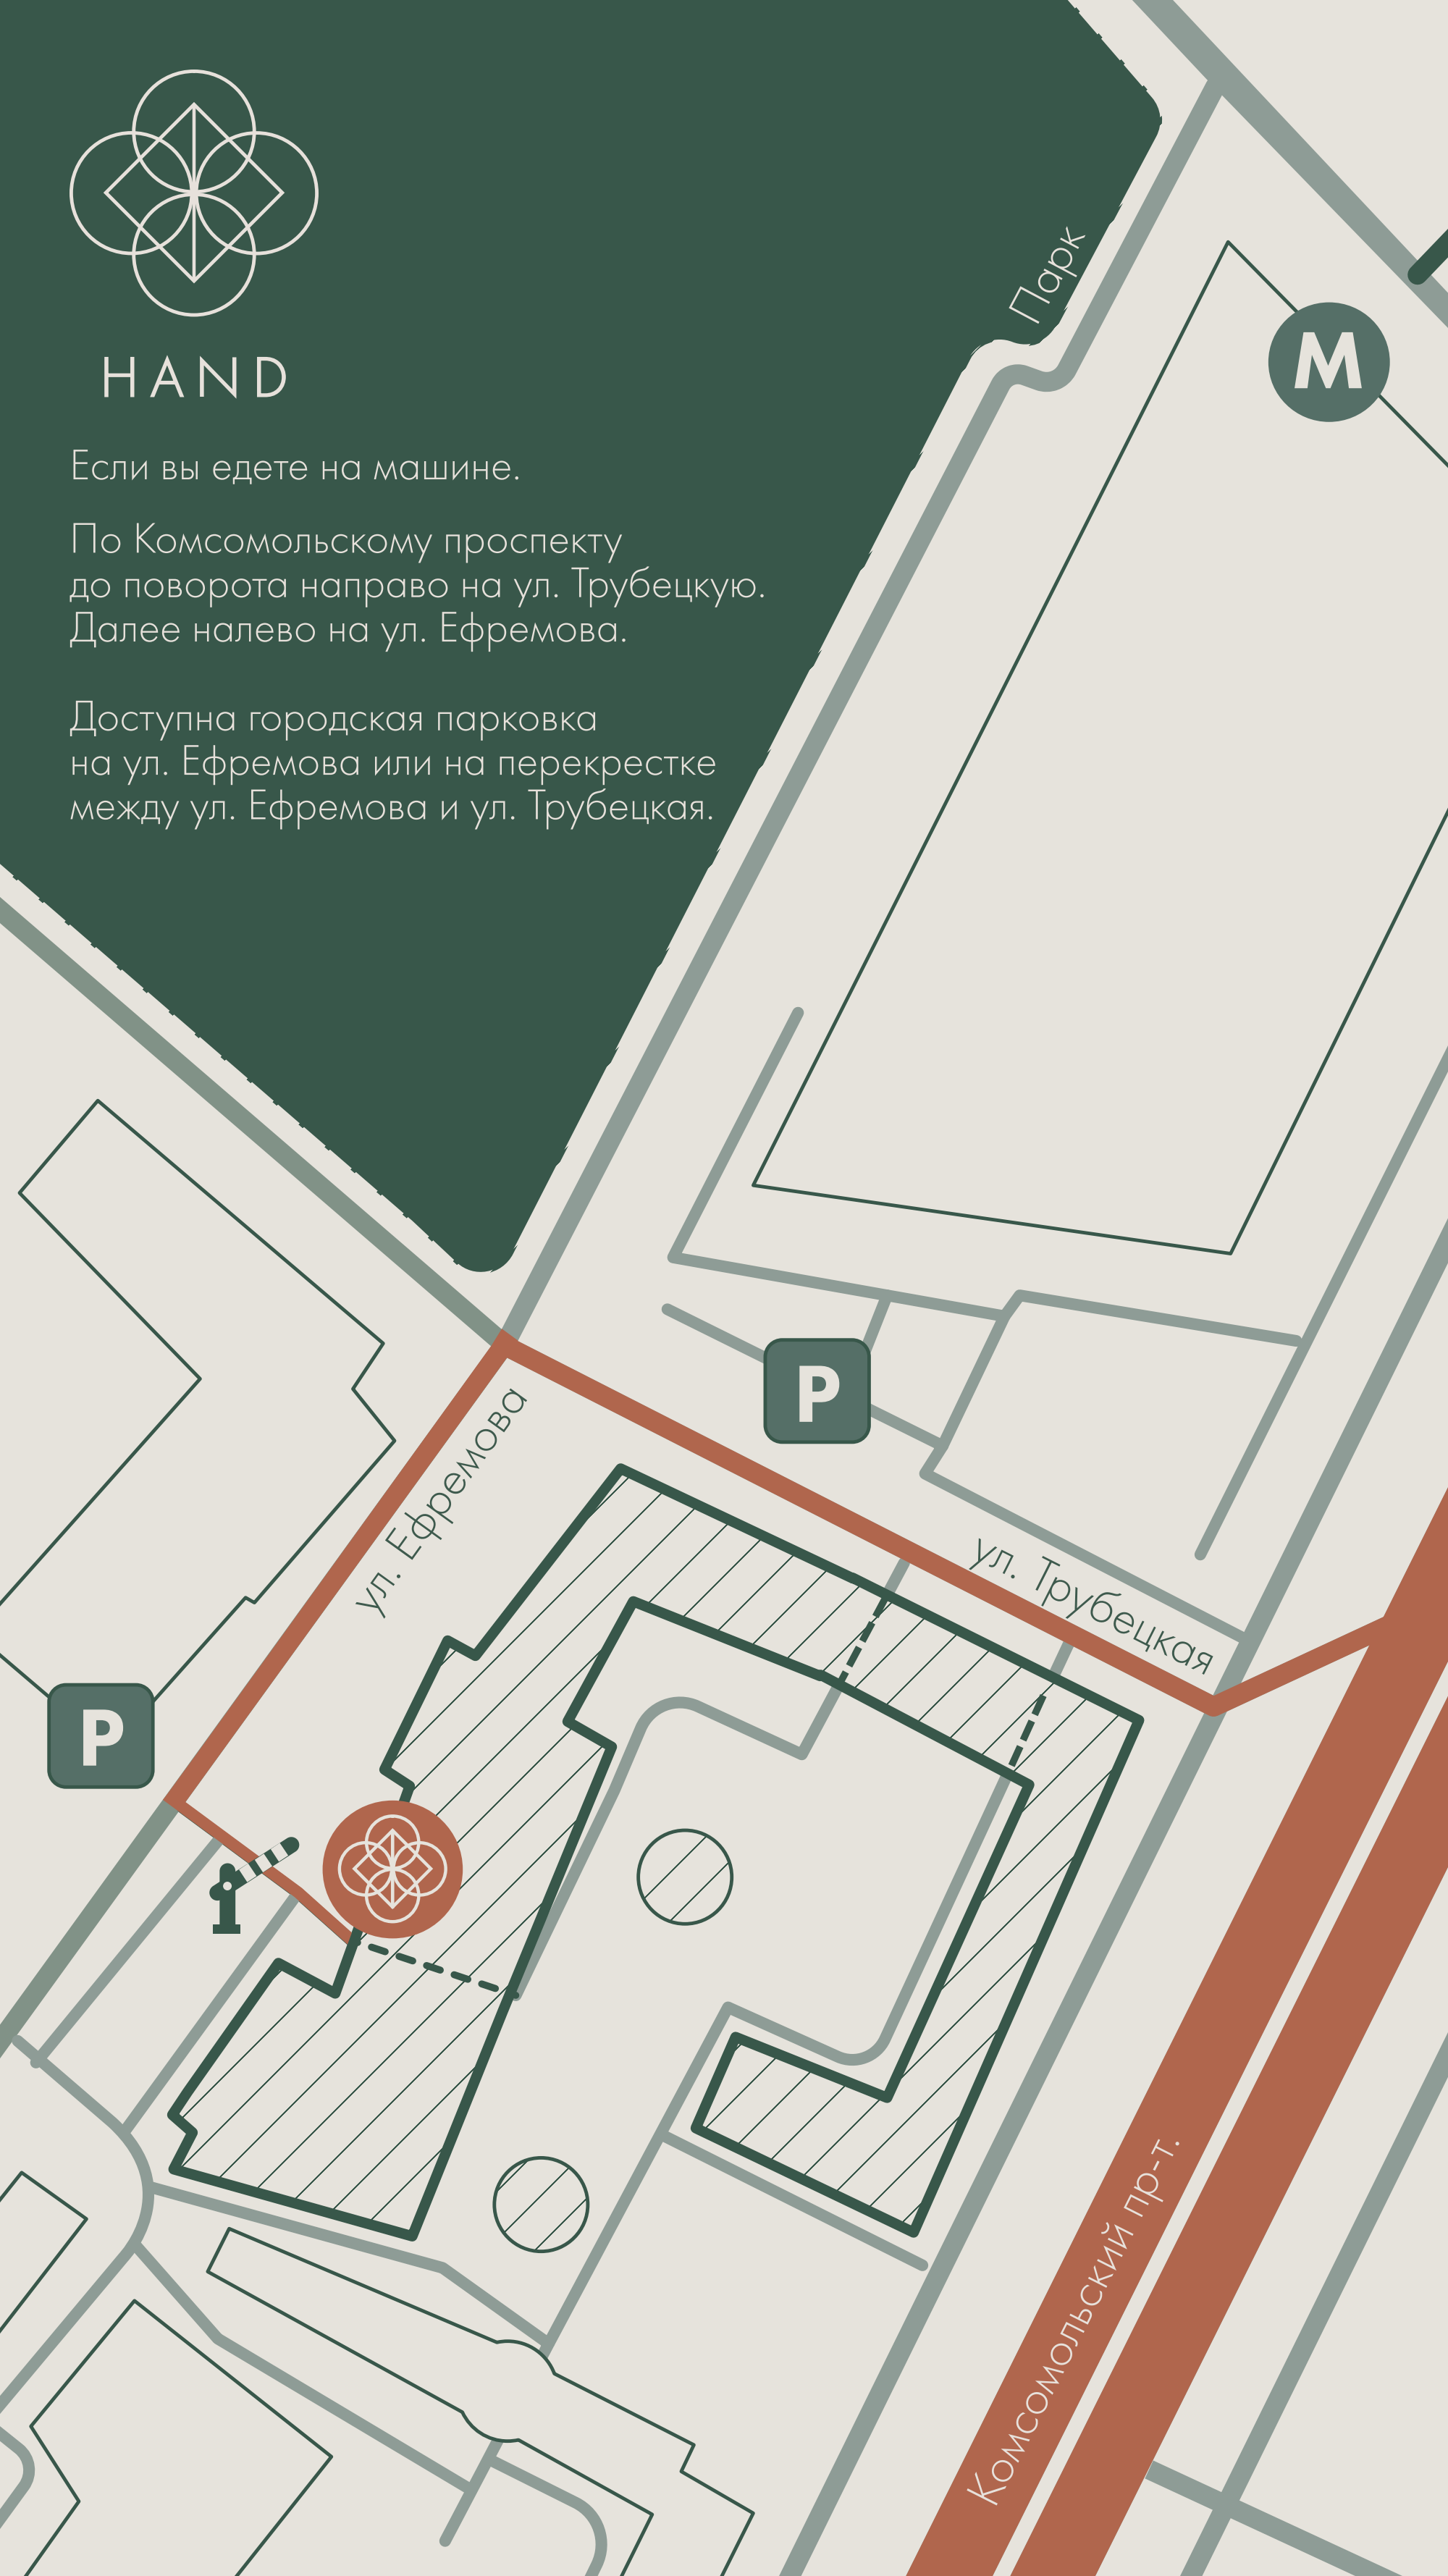 HAND
Если вы едете на машине.
По Комсомольскому проспекту
до поворота направо на ул. Трубецкую.
Далее налево на ул. Ефремова.
Доступна городская парковка
на ул. Ефремова или на перекрестке
между ул. Ефремова и ул. Трубецкая.
Парк
М
P
ул. Ефремова
ул. Трубецкая
P
Комсомольский пр-т.